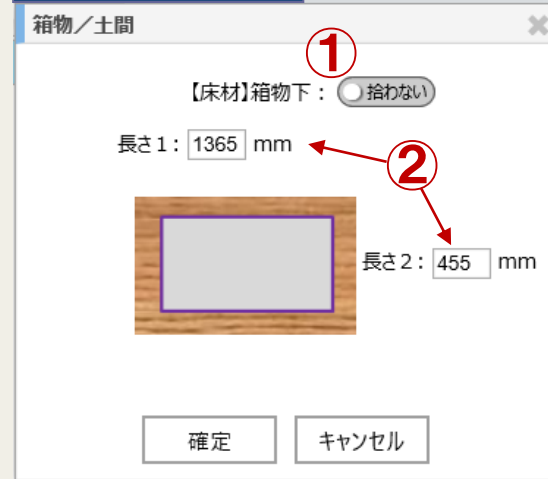 箱物／土間 ×
①
【床材】箱物下： 拾わない
長さ1： 1365 mm
②
長さ2： 455 mm
確定 キャンセル